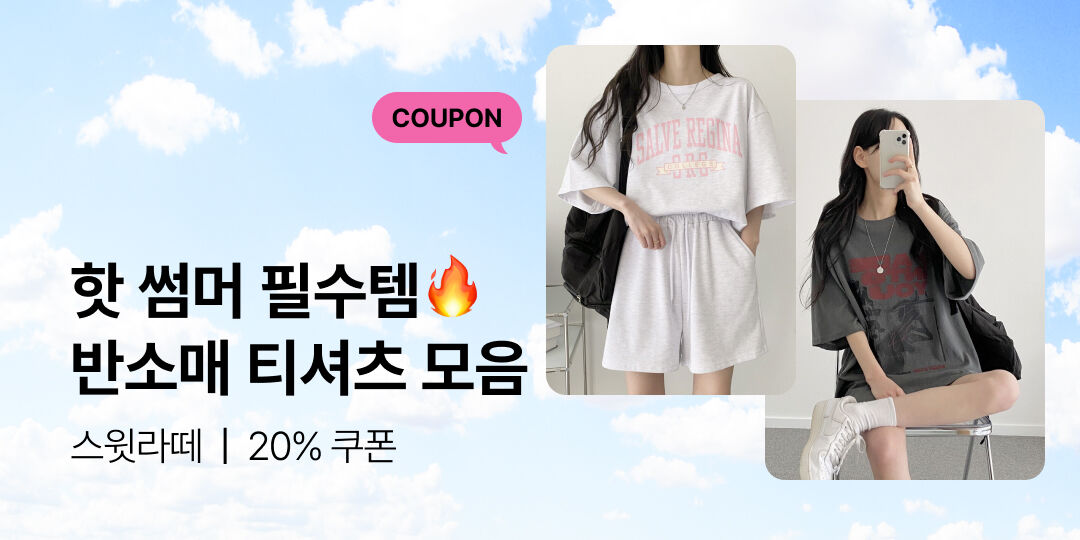 COUPON
핫 썸머 필수템🔥
반소매 티셔츠 모음
스윗라떼 | 20% 쿠폰
SALVE REGINA
ORG